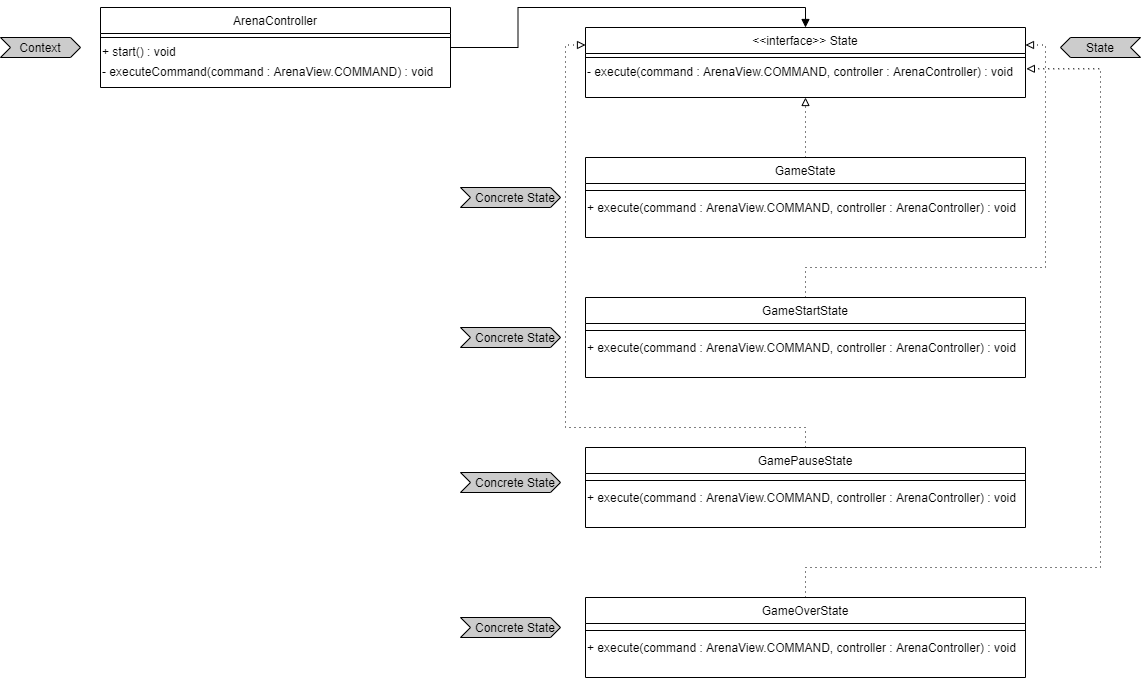 Context
ArenaController
+ start() : void
- executeCommand(command : ArenaView.COMMAND) : void
<<interface>> State
- execute(command : ArenaView.COMMAND, controller : ArenaController) : void
State
Concrete State
GameState
+ execute(command : ArenaView.COMMAND, controller : ArenaController) : void
Concrete State
GameStartState
+ execute(command : ArenaView.COMMAND, controller : ArenaController) : void
Concrete State
GamePauseState
+ execute(command : ArenaView.COMMAND, controller : ArenaController) : void
Concrete State
GameOverState
+ execute(command : ArenaView.COMMAND, controller : ArenaController) : void